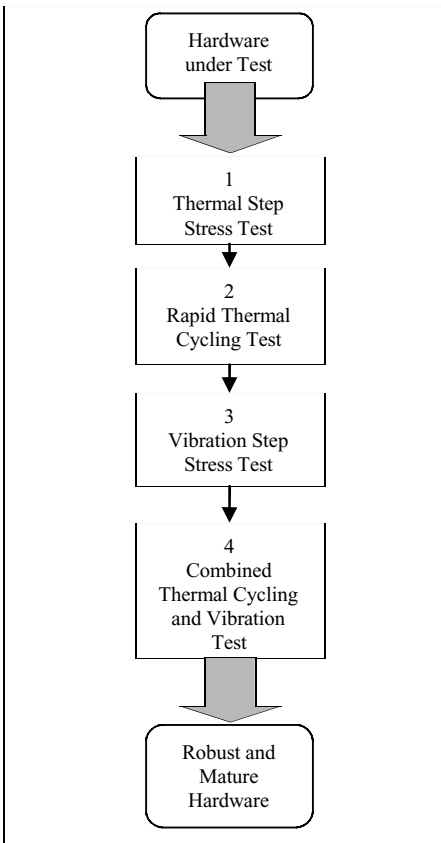 Hardware
under Test
1
Thermal Step
Stress Test
2
Rapid Thermal
Cycling Test
3
Vibration Step
Stress Test
4
Combined
Thermal Cycling
and Vibration
Test
Robust and
Mature
Hardware